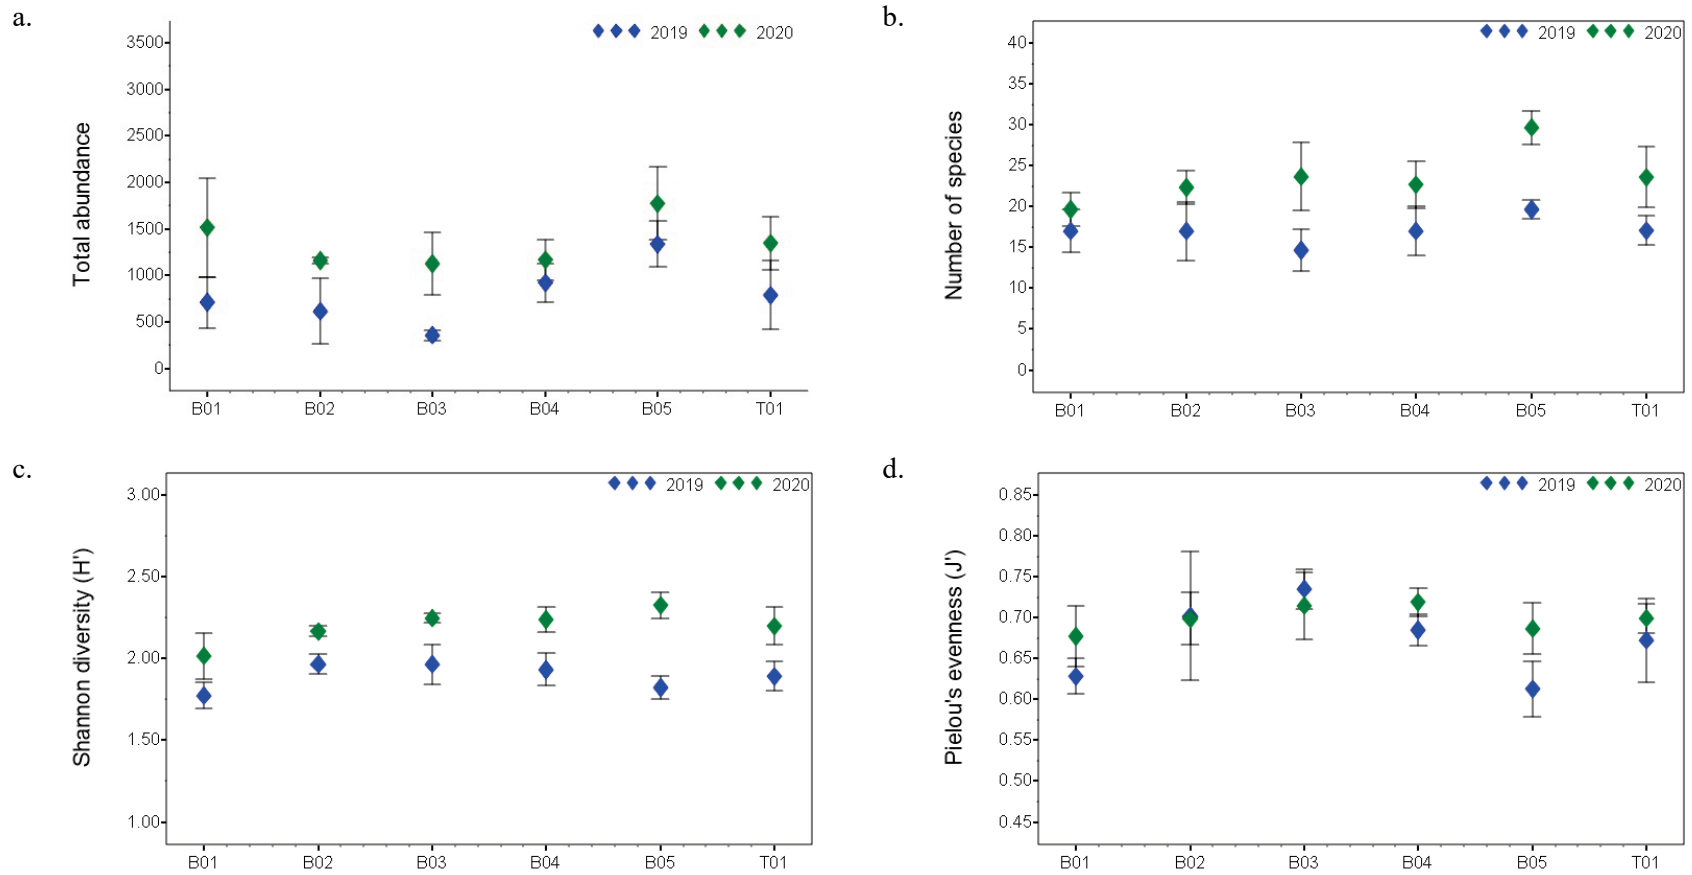 a.
2019 2020
Total abundance
3500
3000
2500
2000
1500
1000
500
0
B01 B02 B03 B04 B05 T01
b.
2019 2020
Number of species
40
35
30
25
20
15
10
5
0
B01 B02 B03 B04 B05 T01
c.
2019 2020
Shannon diversity (H')
3.00
2.50
2.00
1.50
1.00
B01 B02 B03 B04 B05 T01
d.
2019 2020
Pielou's evenness (J')
0.85
0.80
0.75
0.70
0.65
0.60
0.55
0.50
0.45
B01 B02 B03 B04 B05 T01